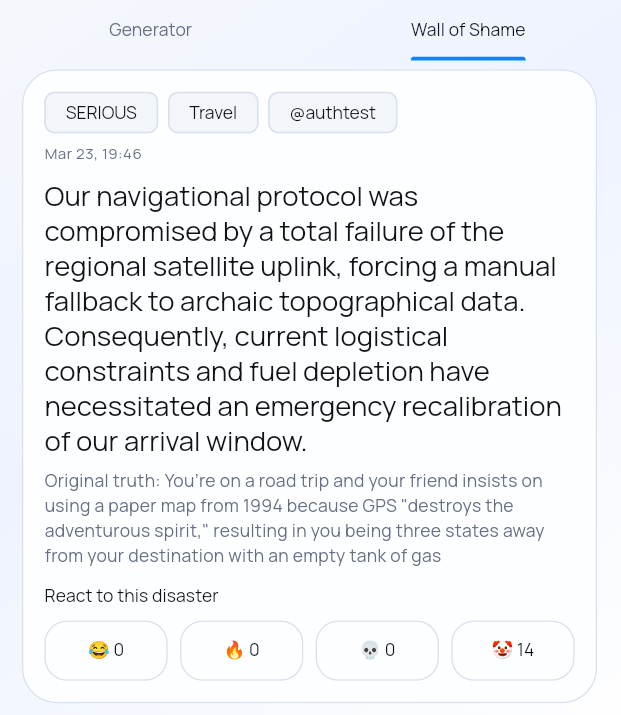 Generator
Wall of Shame
SERIOUS
Travel
@authtest
Mar 23, 19:46
Our navigational protocol was
compromised by a total failure of the
regional satellite uplink, forcing a manual
fallback to archaic topographical data.
Consequently, current logistical
constraints and fuel depletion have
necessitated an emergency recalibration
of our arrival window.
Original truth: You're on a road trip and your friend insists on
using a paper map from 1994 because GPS "destroys the
adventurous spirit," resulting in you being three states away
from your destination with an empty tank of gas
React to this disaster
😂 0
🔥 0
💀 0
🤡 14